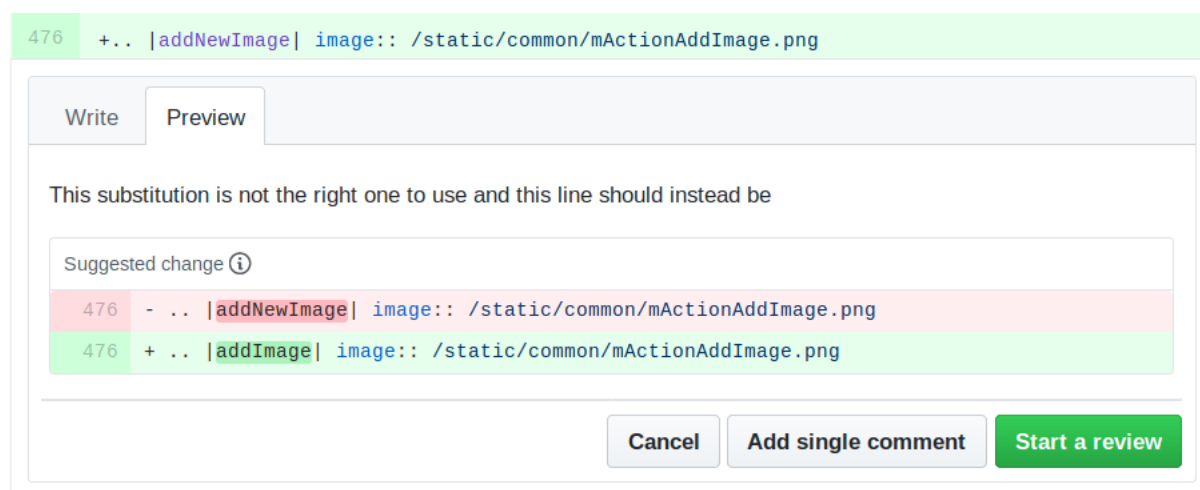 476 +.. |addNewImage| image:: /static/common/mActionAddImage.png
Write Preview
This substitution is not the right one to use and this line should instead be
Suggested change
476 - .. |addNewImage| image:: /static/common/mActionAddImage.png
476 + .. |addImage| image:: /static/common/mActionAddImage.png
Cancel Add single comment Start a review